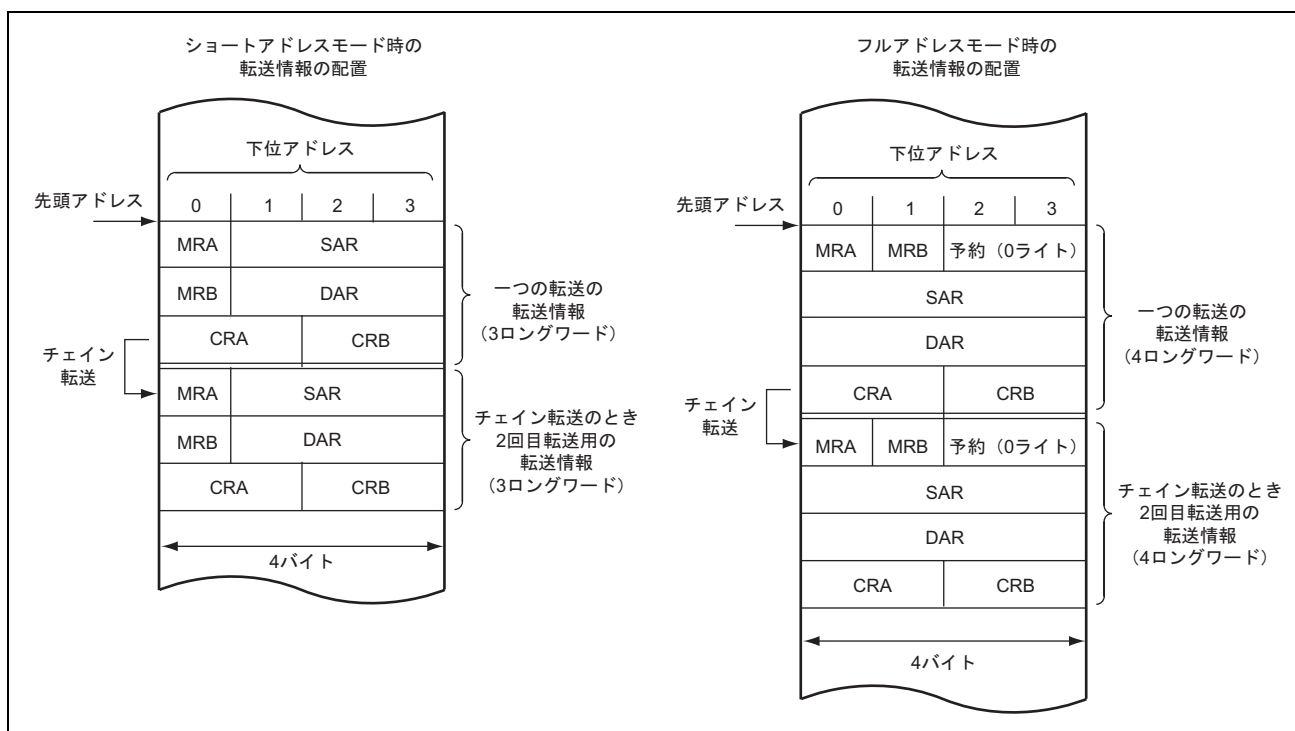 ショートアドレスモード時の
転送情報の配置
下位アドレス
先頭アドレス
0 1 2 3
MRA SAR
MRB DAR
CRA CRB
一つの転送の
転送情報
(3ロングワード)
チェイン
転送
MRA SAR
MRB DAR
CRA CRB
チェイン転送のとき
2回目転送用の
転送情報
(3ロングワード)
4バイト
フルアドレスモード時の
転送情報の配置
下位アドレス
先頭アドレス
0 1 2 3
MRA MRB 予約（0ライト）
SAR
DAR
CRA CRB
一つの転送の
転送情報
(4ロングワード)
チェイン
転送
MRA MRB 予約（0ライト）
SAR
DAR
CRA CRB
チェイン転送のとき
2回目転送用の
転送情報
(4ロングワード)
4バイト